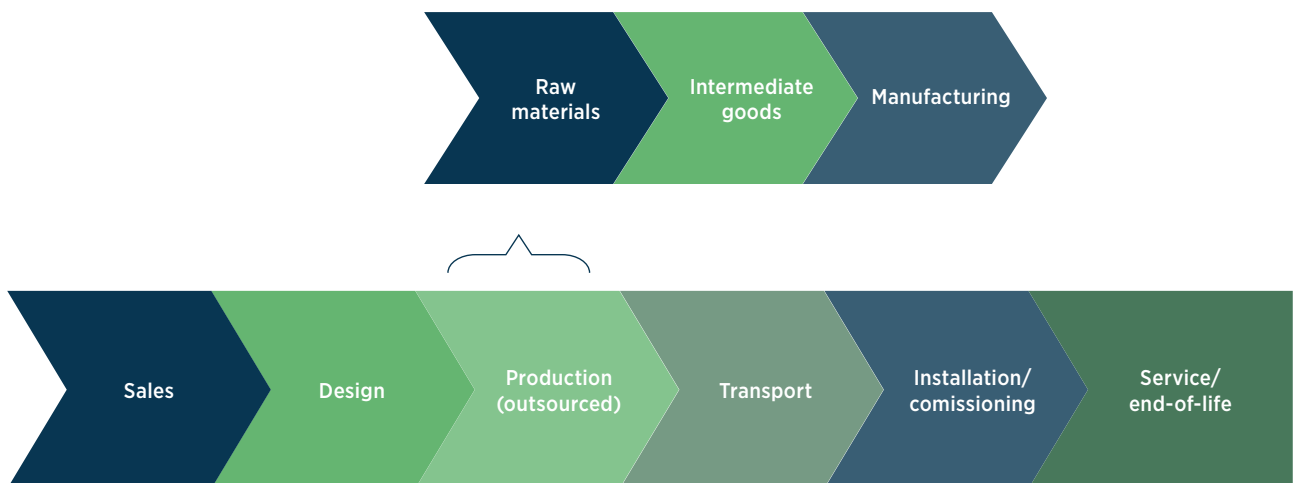 Raw
materials
Intermediate
goods
Manufacturing
Sales
Design
Production
(outsourced)
Transport
Installation/
comissioning
Service/
end-of-life